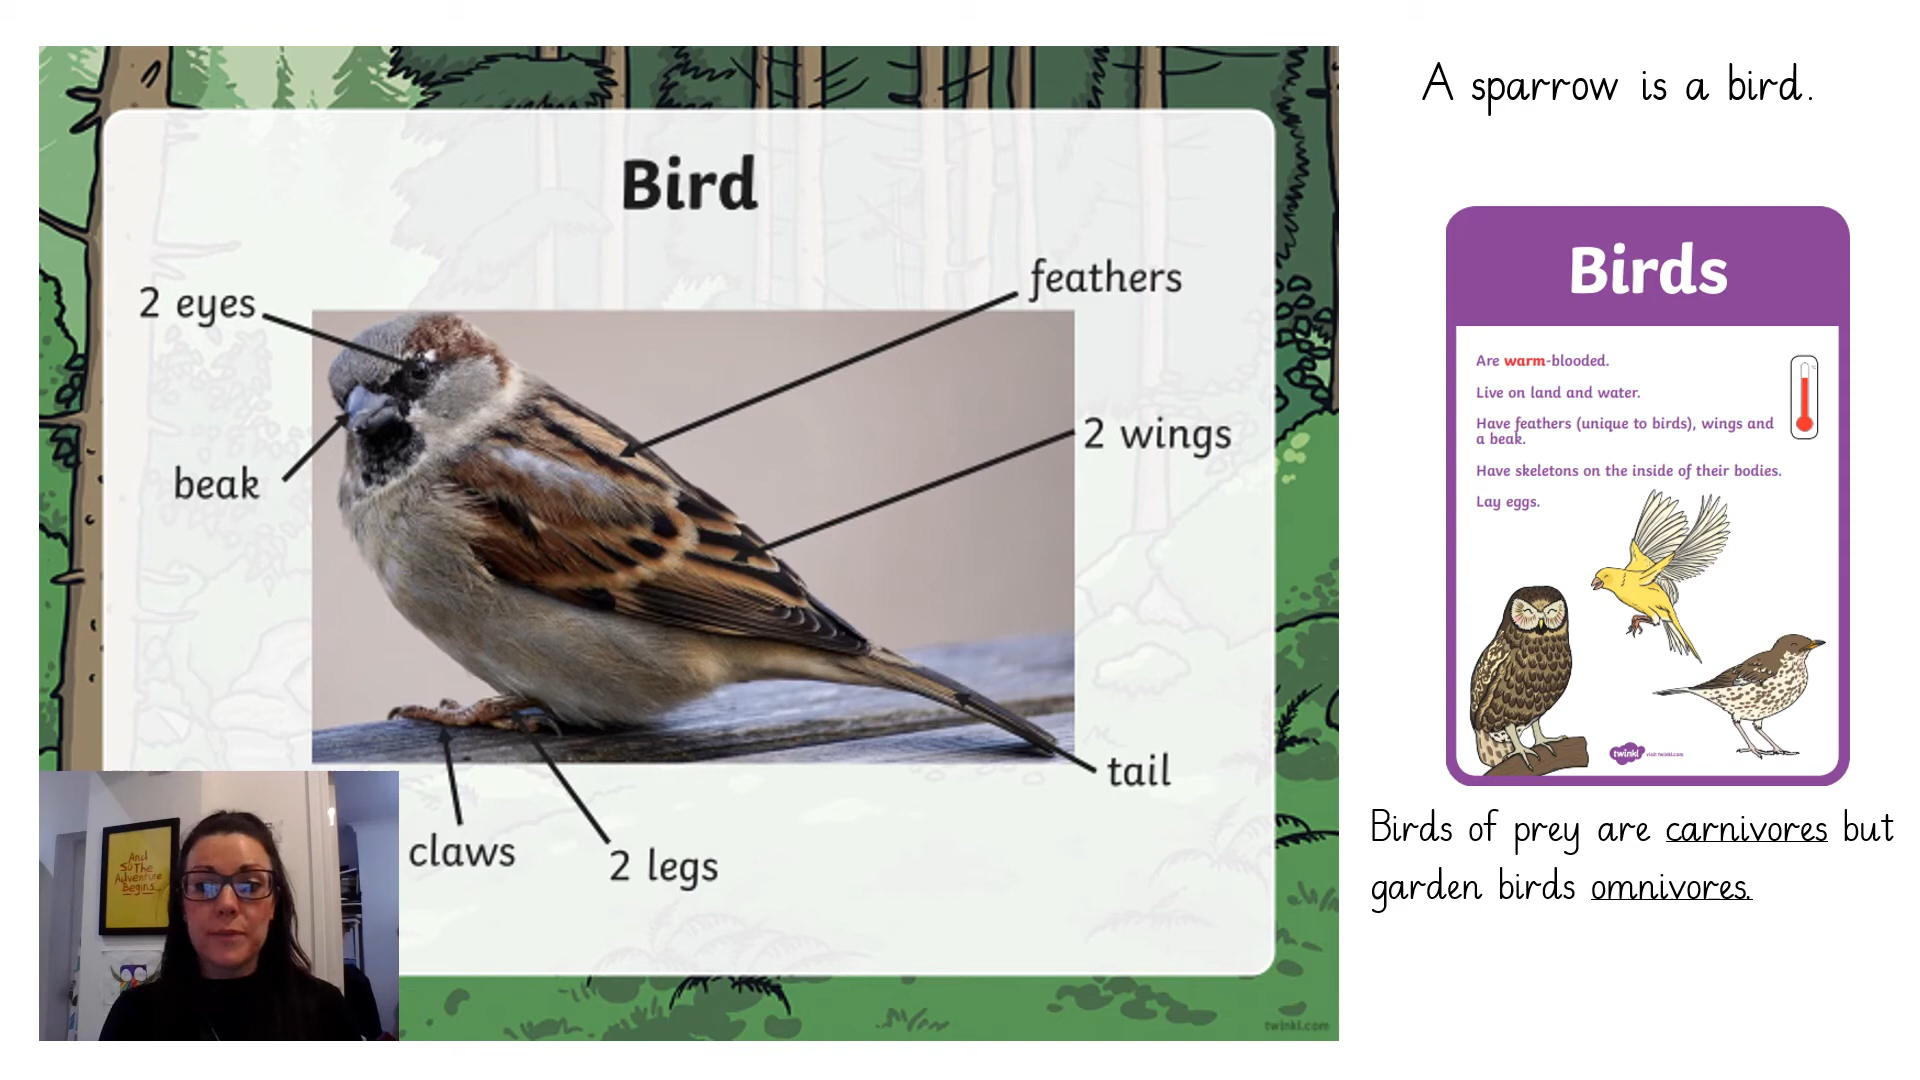 Bird
2 eyes
feathers
2 wings
beak
tail
claws
2 legs
And
So The
Adventure
Begins...
twinkl.com
A sparrow is a bird.
Birds
Are warm-blooded.
Live on land and water.
Have feathers (unique to birds), wings and
a beak.
Have skeletons on the inside of their bodies.
Lay eggs.
twinkl visit twinkl.com
Birds of prey are carnivores but
garden birds omnivores.